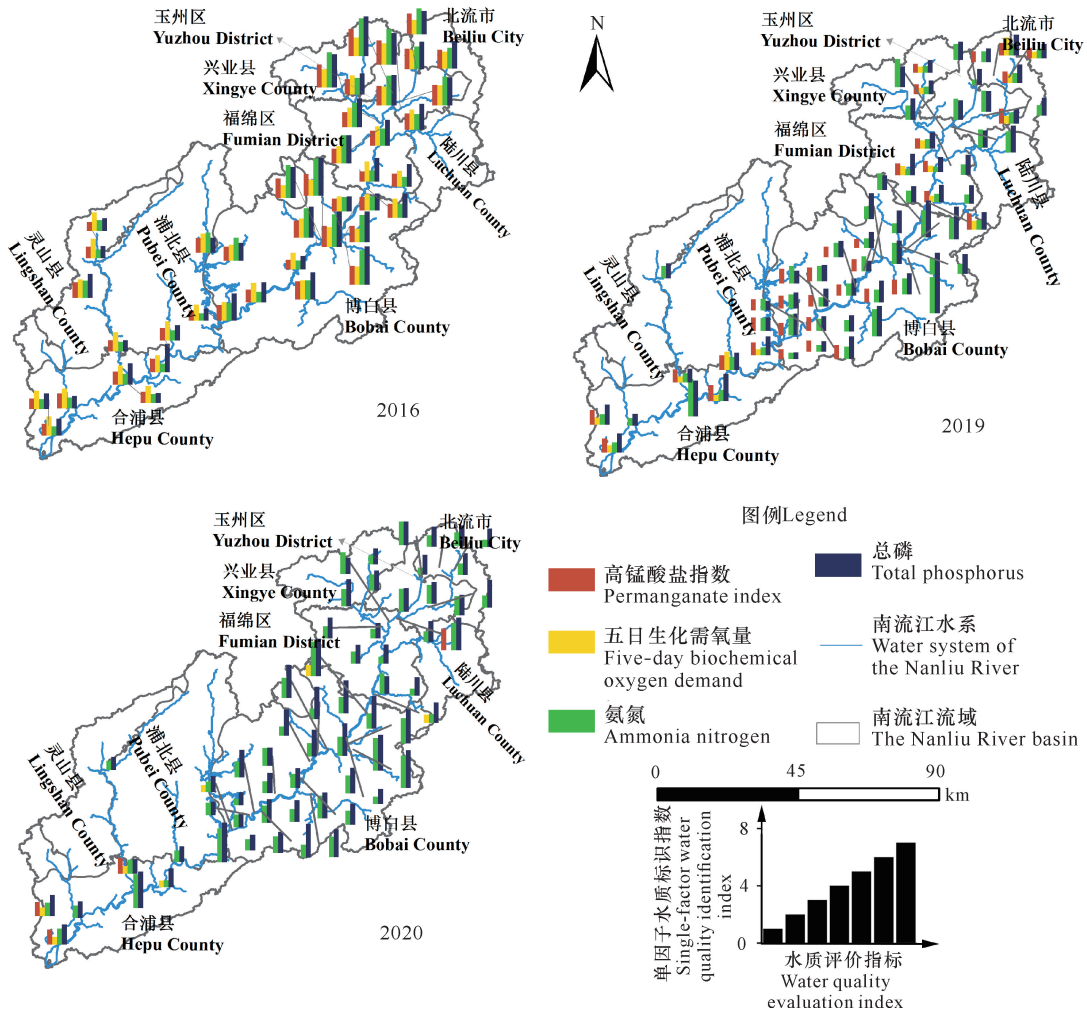 玉州区
Yuzhou District
北流市
Beiliu City
兴业县
Xingye County
福绵区
Fumian District
陆川县
Luchuan County
浦北县
Pubei County
灵山县
Lingshan County
博白县
Bobai County
合浦县
Hepu County
2016
N
玉州区
Yuzhou District
北流市
Beiliu City
兴业县
Xingye County
福绵区
Fumian District
陆川县
Luchuan County
浦北县
Pubei County
灵山县
Lingshan County
博白县
Bobai County
合浦县
Hepu County
2019
玉州区
Yuzhou District
北流市
Beiliu City
兴业县
Xingye County
福绵区
Fumian District
陆川县
Luchuan County
浦北县
Pubei County
灵山县
Lingshan County
博白县
Bobai County
合浦县
Hepu County
2020
图例Legend
高锰酸盐指数
Permanganate index
五日生化需氧量
Five-day biochemical
oxygen demand
氨氮
Ammonia nitrogen
总磷
Total phosphorus
南流江水系
Water system of
the Nanliu River
南流江流域
The Nanliu River basin
0 45 90
km
单因子水质标识指数
Single-factor water
quality identification
index
8
4
0
水质评价指标
Water quality
evaluation index